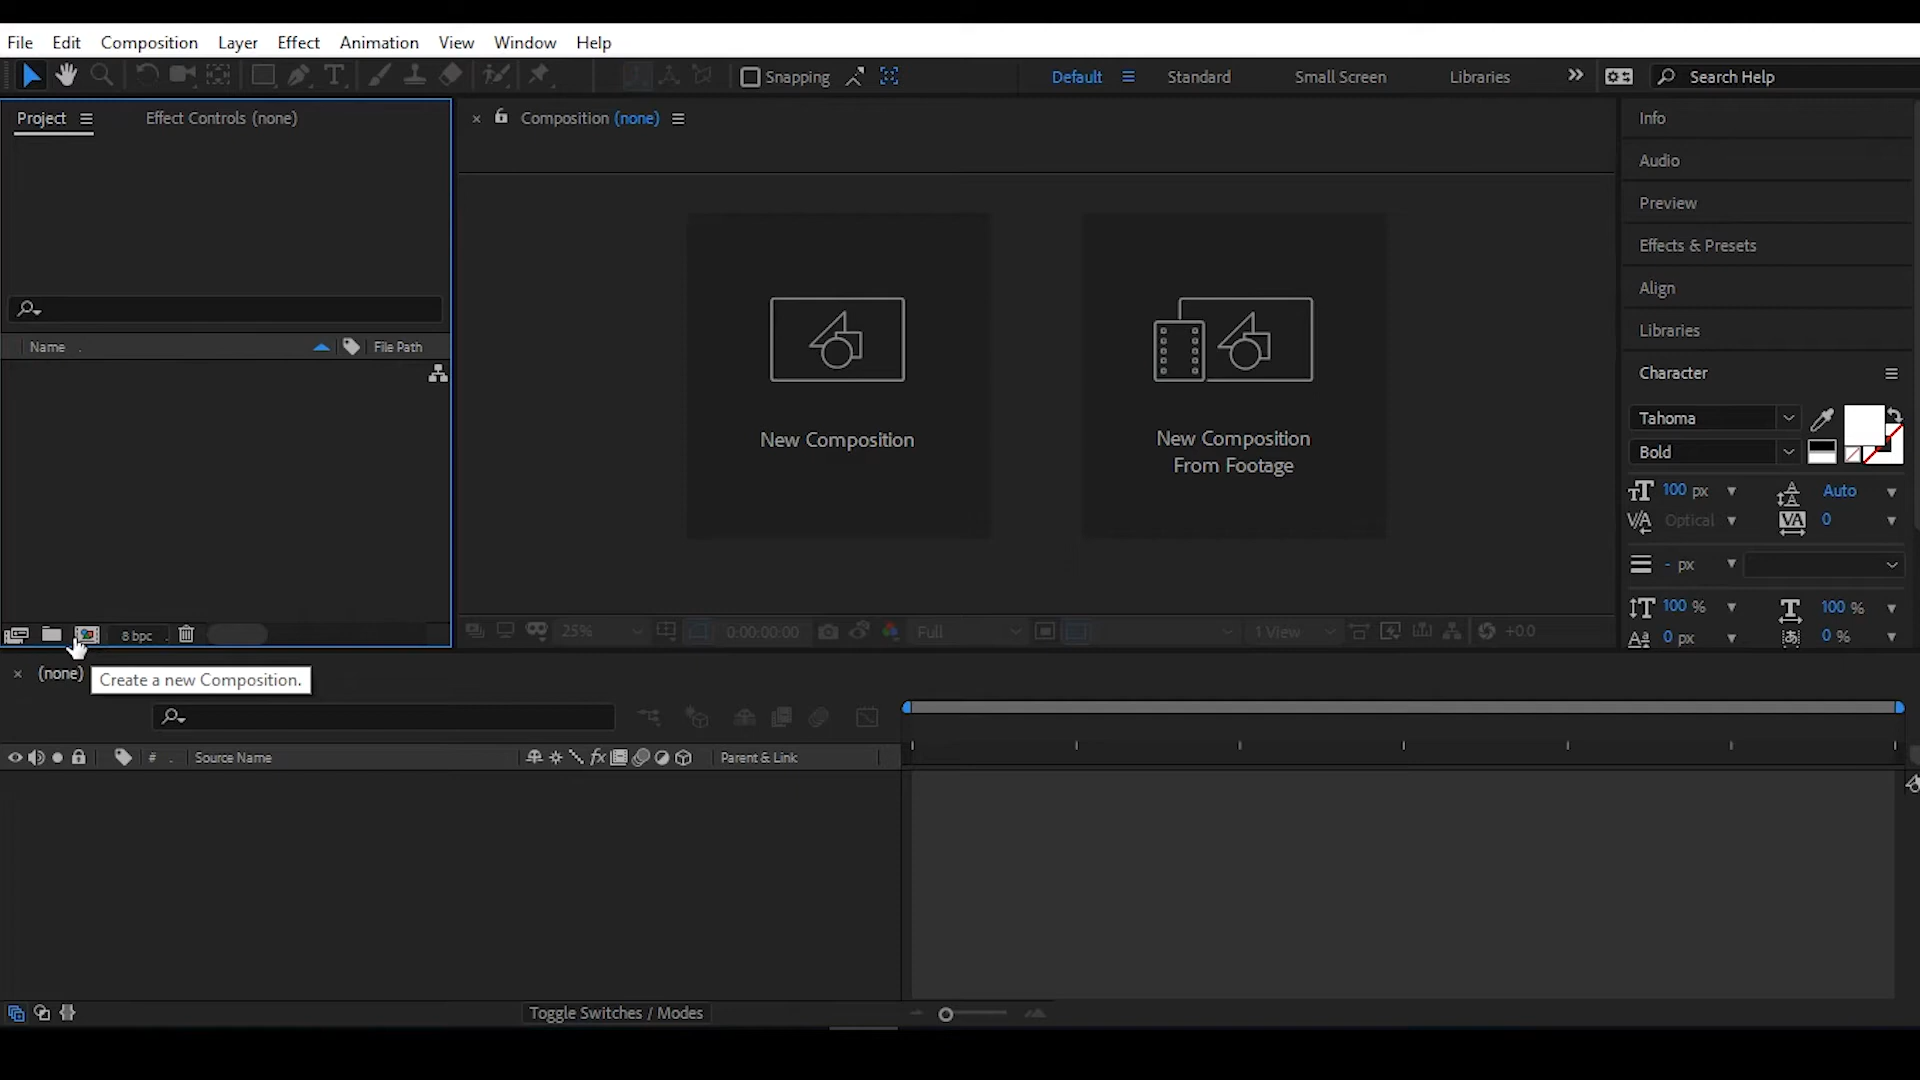 File Edit Composition Layer Effect Animation View Window Help
Snapping Default Standard Small Screen Libraries Search Help
Project Effect Controls (none)
Composition (none)
Info
Audio
Preview
Effects & Presets
Align
Libraries
Character
Name File Path
New Composition
New Composition
From Footage
Tahoma
Bold
100 px Auto
Optical 0
- px
100 % 100 %
0 px 0 %
8 bpc
25% 0:00:00:00 Full 1 View +0.0
(none)
Create a new Composition.
# Source Name Parent & Link
Toggle Switches / Modes